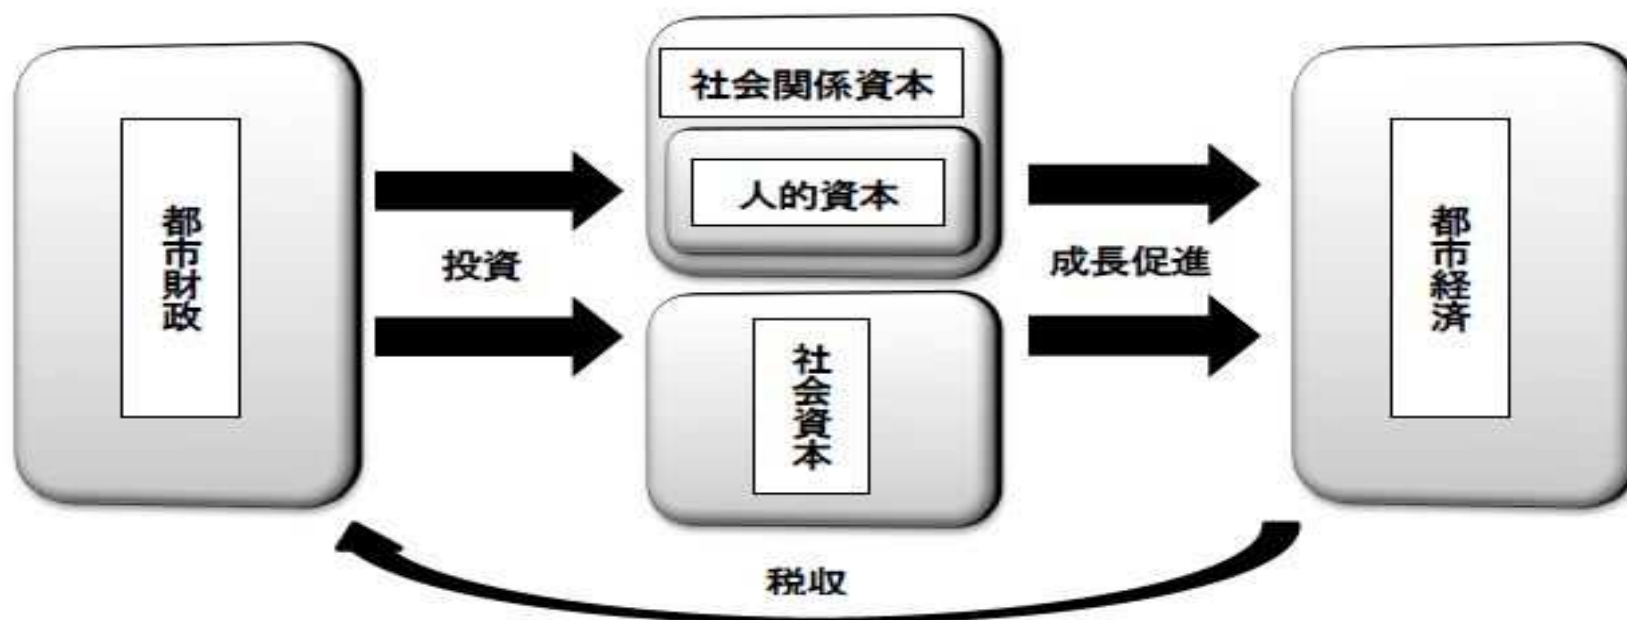 都市財政
投資
社会関係資本
人的資本
社会資本
成長促進
都市経済
税収